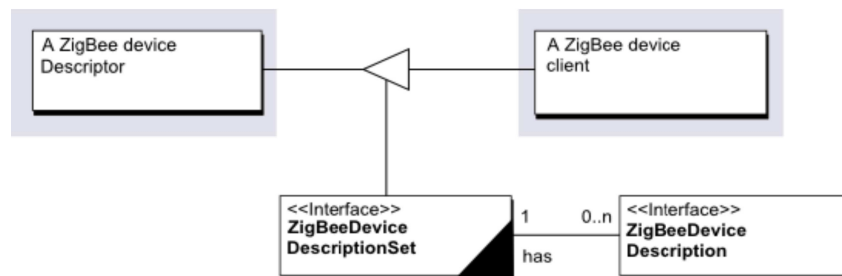 A ZigBee device
Descriptor
A ZigBee device
client
<<Interface>>
ZigBeeDevice
DescriptionSet
1
0..n
has
<<Interface>>
ZigBeeDevice
Description